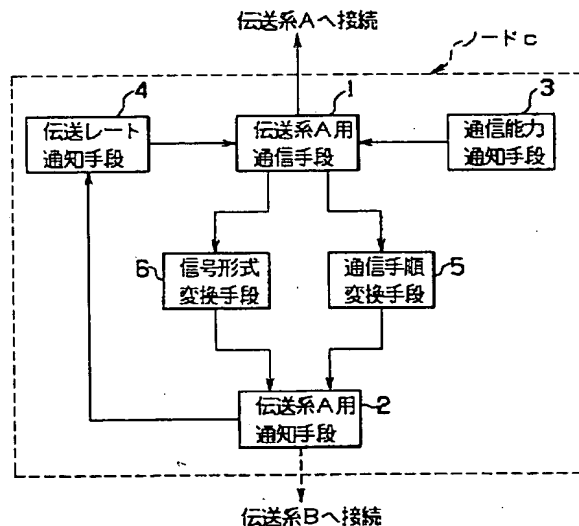 伝送系Aへ接続
ノードc
4
1
3
伝送レート
通知手段
伝送系A用
通信手段
通信能力
通知手段
6
信号形式
変換手段
通信手順
変換手段
5
伝送系A用
通知手段
2
伝送系Bへ接続